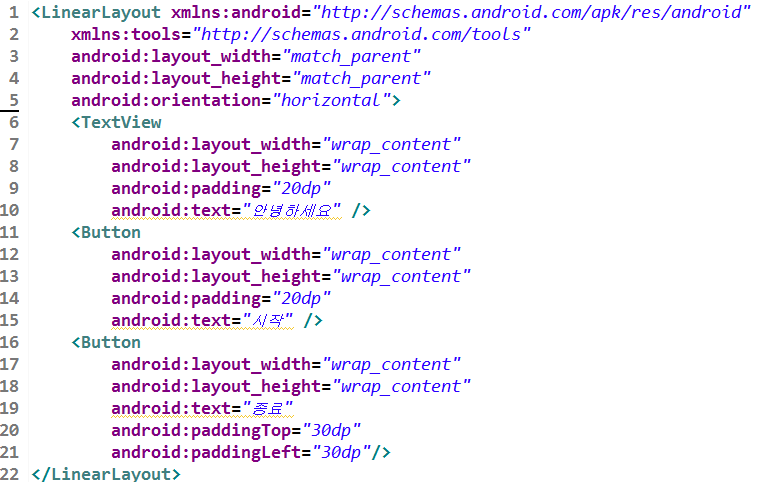 1 <LinearLayout xmlns:android="http://schemas.android.com/apk/res/android"
2 xmlns:tools="http://schemas.android.com/tools"
3 android:layout_width="match_parent"
4 android:layout_height="match_parent"
5 android:orientation="horizontal">
6 <TextView
7 android:layout_width="wrap_content"
8 android:layout_height="wrap_content"
9 android:padding="20dp"
10 android:text="안녕하세요" />
11 <Button
12 android:layout_width="wrap_content"
13 android:layout_height="wrap_content"
14 android:padding="20dp"
15 android:text="시작" />
16 <Button
17 android:layout_width="wrap_content"
18 android:layout_height="wrap_content"
19 android:text="종료"
20 android:paddingTop="30dp"
21 android:paddingLeft="30dp"/>
22 </LinearLayout>